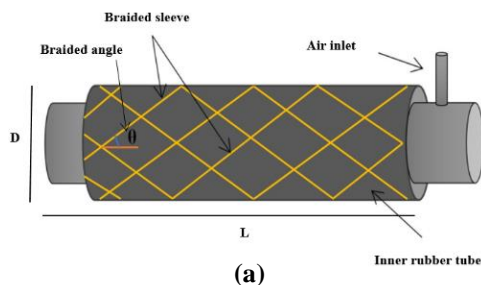 Braided sleeve
Braided angle
Air inlet
θ
D
L
Inner rubber tube
(a)